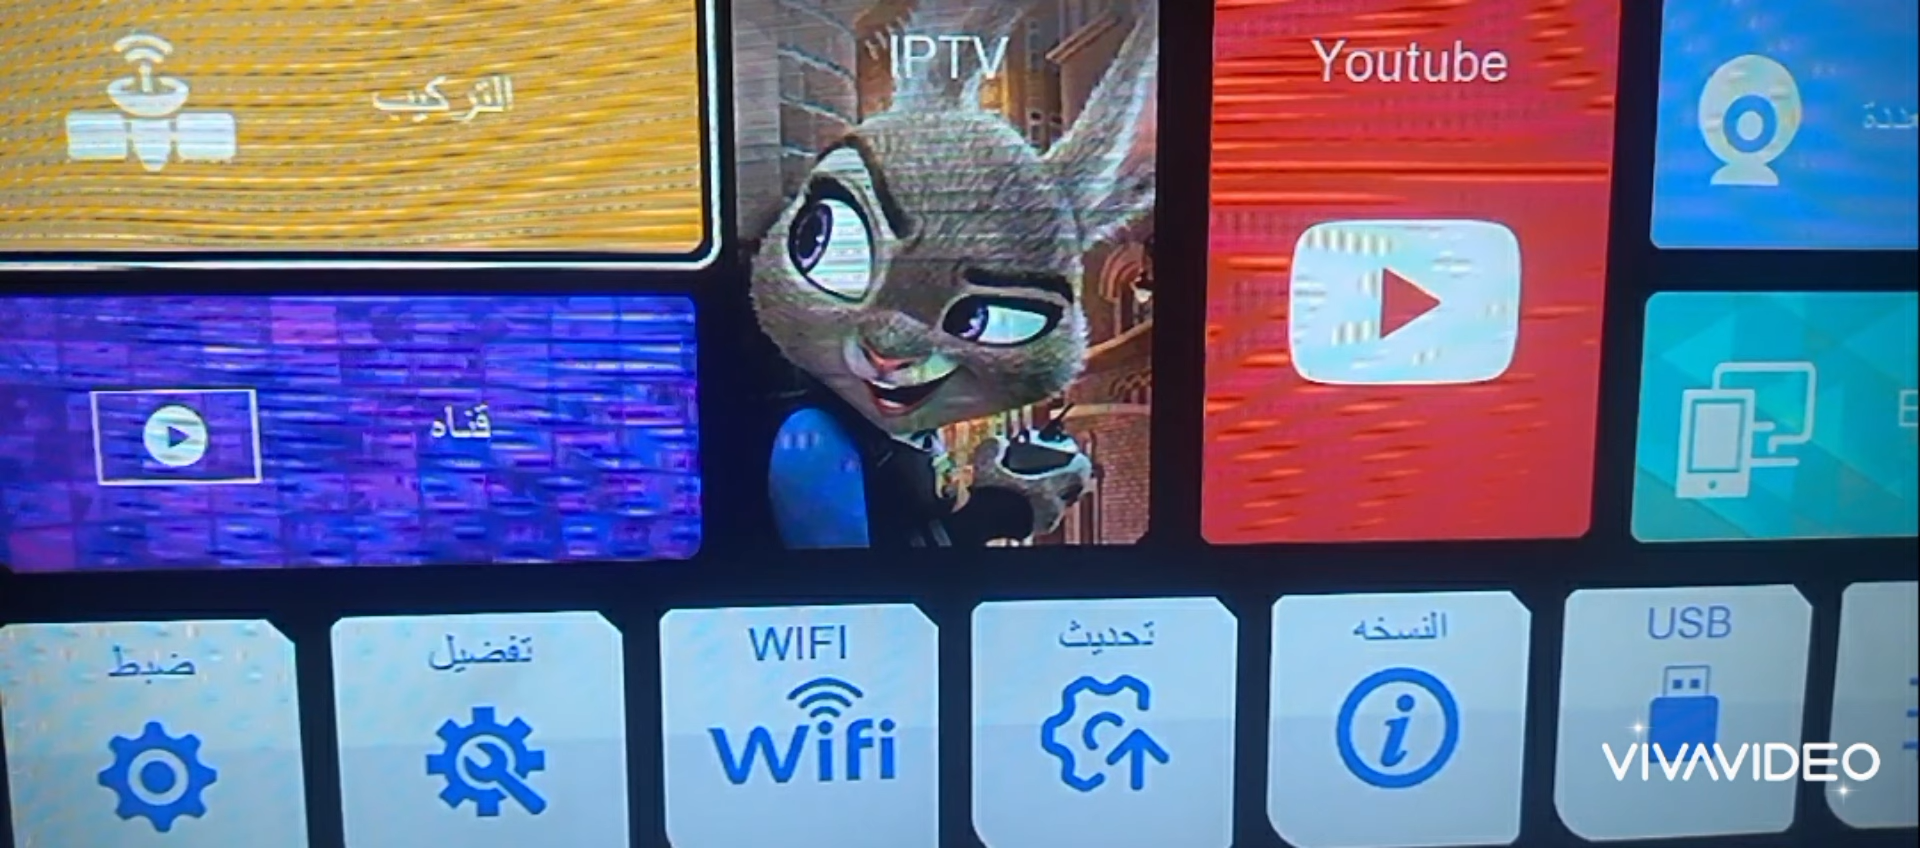 التركيب
IPTV
Youtube
قناه
ضبط
تفضيل
WIFI
Wifi
تحديث
النسخه
USB
VIVAVIDEO